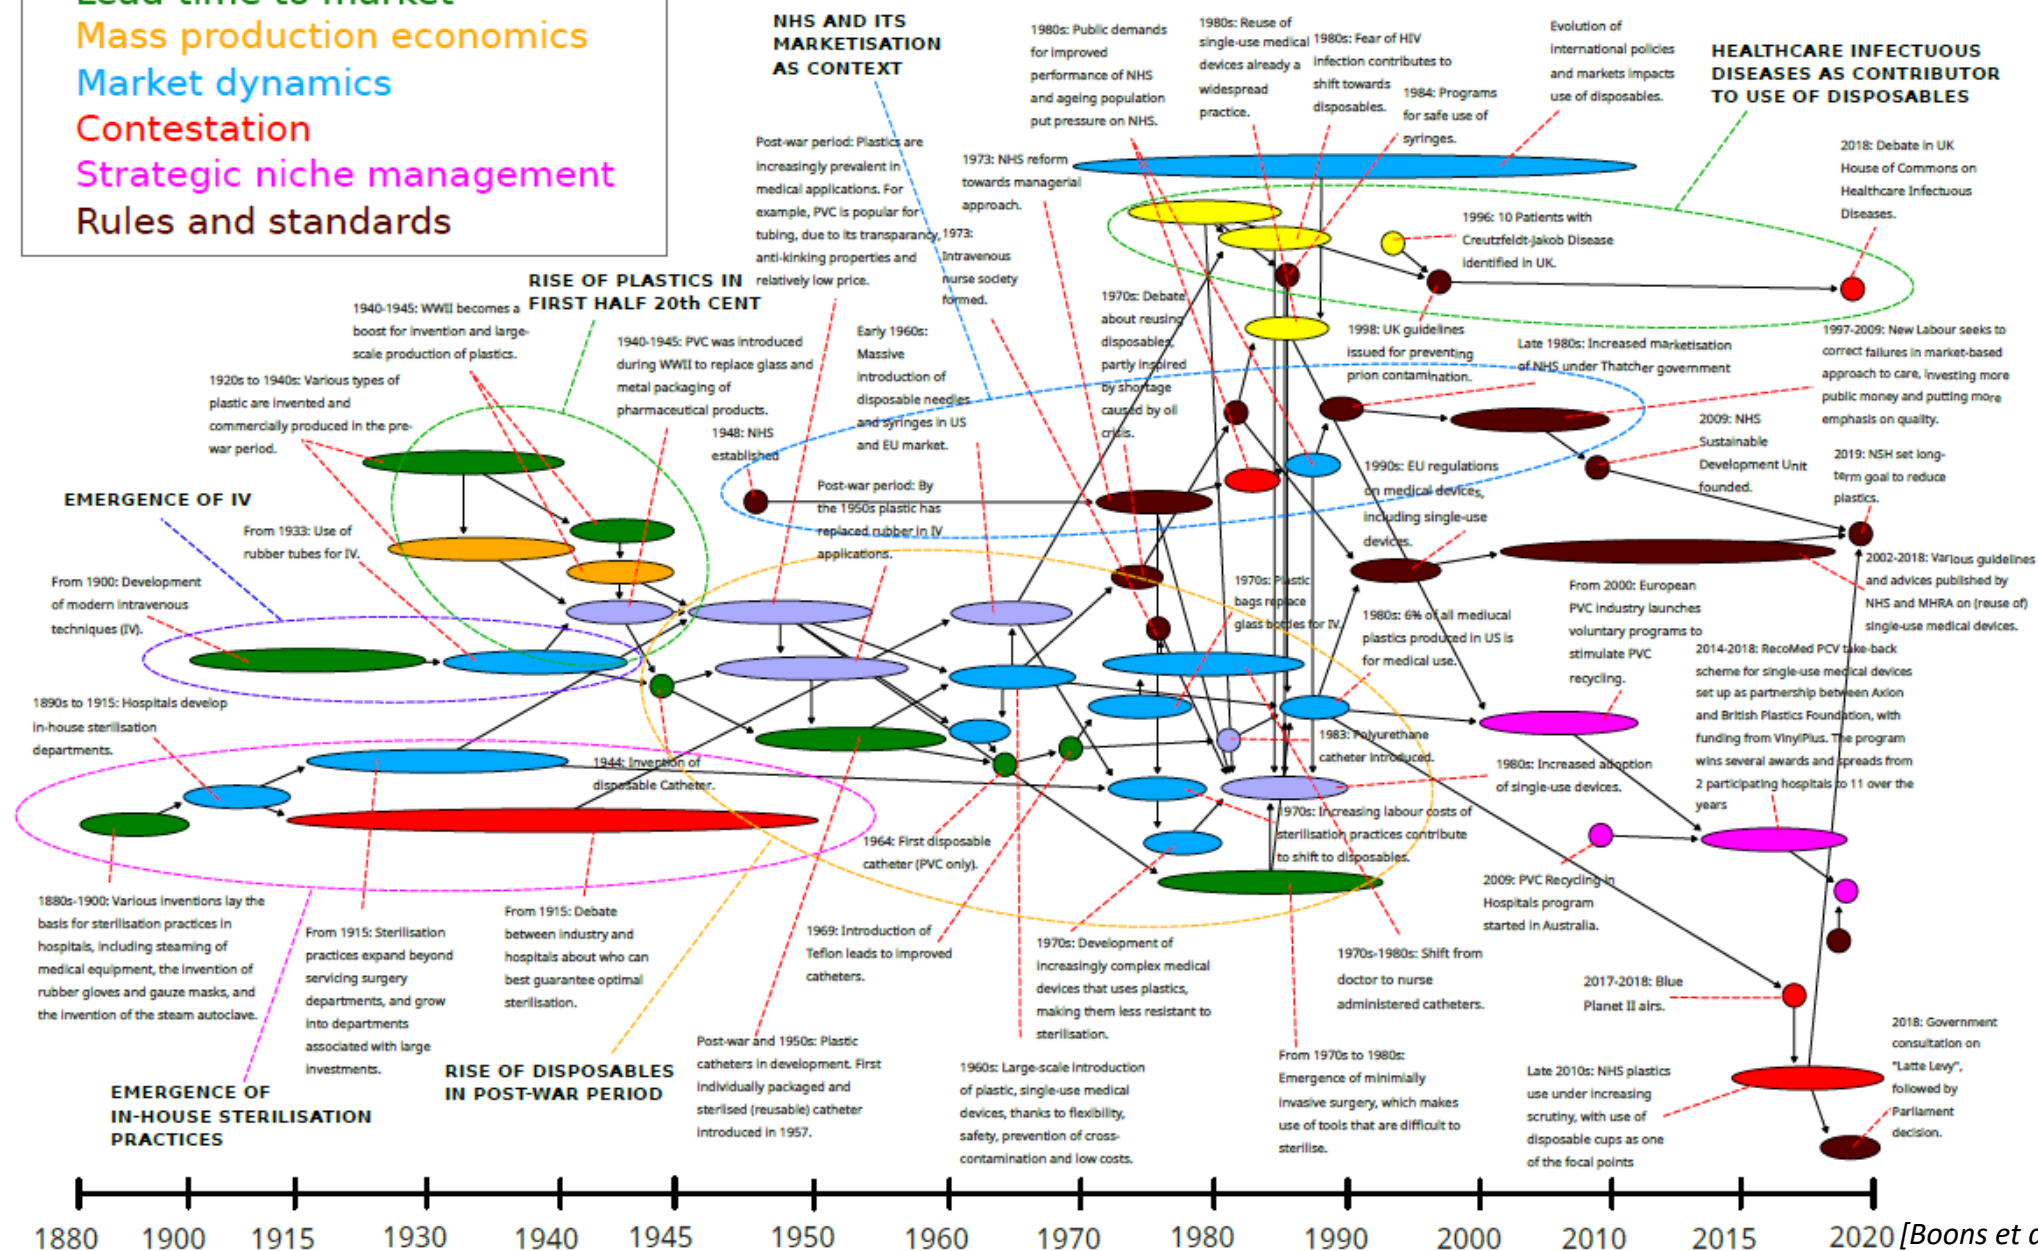 Lead time to market
Mass production economics
Market dynamics
Contestation
Strategic niche management
Rules and standards
NHS AND ITS
MARKETISATION
AS CONTEXT
1980s: Public demands
for improved
performance of NHS
and ageing population
put pressure on NHS.
1980s: Reuse of
single-use medical
devices already a
widespread
practice.
1980s: Fear of HIV
infection contributes to
shift towards
disposables.
1984: Programs
for safe use of
syringes.
Evolution of
international policies
and markets impacts
use of disposables.
HEALTHCARE INFECTUOUS
DISEASES AS CONTRIBUTOR
TO USE OF DISPOSABLES
2018: Debate in UK
House of Commons on
Healthcare Infectuous
Diseases.
Post-war period: Plastics are
increasingly prevalent in
medical applications. For
example, PVC is popular for
tubing, due to its transparancy,
anti-kinking properties and
relatively low price.
1973: NHS reform
towards managerial
approach.
1973:
Intravenous
nurse society
formed.
1996: 10 Patients with
Creutzfeldt-Jakob Disease
identified in UK.
RISE OF PLASTICS IN
FIRST HALF 20th CENT
1940-1945: WWII becomes a
boost for invention and large-
scale production of plastics.
1940-1945: PVC was introduced
during WWII to replace glass and
metal packaging of
pharmaceutical products.
Early 1960s:
Massive
introduction of
disposable needles
and syringes in US
and EU market.
1970s: Debate
about reusing
disposables,
partly inspired
by shortage
caused by oil
crisis.
1998: UK guidelines
issued for preventing
prion contamination.
Late 1980s: Increased marketisation
of NHS under Thatcher government
1997-2009: New Labour seeks to
correct failures in market-based
approach to care, investing more
public money and putting more
emphasis on quality.
1920s to 1940s: Various types of
plastic are invented and
commercially produced in the pre-
war period.
1948: NHS
established
2009: NHS
Sustainable
Development Unit
founded.
2019: NSH set long-
term goal to reduce
plastics.
EMERGENCE OF IV
From 1933: Use of
rubber tubes for IV.
Post-war period: By
the 1950s plastic has
replaced rubber in IV
applications.
1990s: EU regulations
on medical devices,
including single-use
devices.
From 1900: Development
of modern intravenous
techniques (IV).
1970s: Plastic
bags replace
glass bottles for IV.
1980s: 6% of all mediucal
plastics produced in US is
for medical use.
From 2000: European
PVC industry launches
voluntary programs to
stimulate PVC
recycling.
2002-2018: Various guidelines
and advices published by
NHS and MHRA on (reuse of)
single-use medical devices.
2014-2018: RecoMed PCV take-back
scheme for single-use medical devices
set up as partnership between Axion
and British Plastics Foundation, with
funding from VinylPlus. The program
wins several awards and spreads from
2 participating hospitals to 11 over the
years
1890s to 1915: Hospitals develop
in-house sterilisation
departments.
1944: Invention of
disposable Catheter.
1983: Polyurethane
catheter introduced.
1980s: Increased adoption
of single-use devices.
1970s: Increasing labour costs of
sterilisation practices contribute
to shift to disposables.
1964: First disposable
catheter (PVC only).
2009: PVC Recycling in
Hospitals program
started in Australia.
1880s-1900: Various inventions lay the
basis for sterilisation practices in
hospitals, including steaming of
medical equipment, the invention of
rubber gloves and gauze masks, and
the invention of the steam autoclave.
From 1915: Sterilisation
practices expand beyond
servicing surgery
departments, and grow
into departments
associated with large
investments.
From 1915: Debate
between industry and
hospitals about who can
best guarantee optimal
sterilisation.
1969: Introduction of
Teflon leads to improved
catheters.
1970s: Development of
increasingly complex medical
devices that uses plastics,
making them less resistant to
sterilisation.
1970s-1980s: Shift from
doctor to nurse
administered catheters.
2017-2018: Blue
Planet II airs.
Post-war and 1950s: Plastic
catheters in development. First
individually packaged and
sterlised (reusable) catheter
introduced in 1957.
1960s: Large-scale introduction
of plastic, single-use medical
devices, thanks to flexibility,
safety, prevention of cross-
contamination and low costs.
From 1970s to 1980s:
Emergence of minimially
invasive surgery, which makes
use of tools that are difficult to
sterilise.
Late 2010s: NHS plastics
use under increasing
scrutiny, with use of
disposable cups as one
of the focal points
2018: Government
consultation on
"Latte Levy",
followed by
Parliament
decision.
EMERGENCE OF
IN-HOUSE STERILISATION
PRACTICES
RISE OF DISPOSABLES
IN POST-WAR PERIOD
1880 1900 1915 1930 1940 1945 1950 1960 1970 1980 1990 2000 2010 2015 2020
[Boons et a